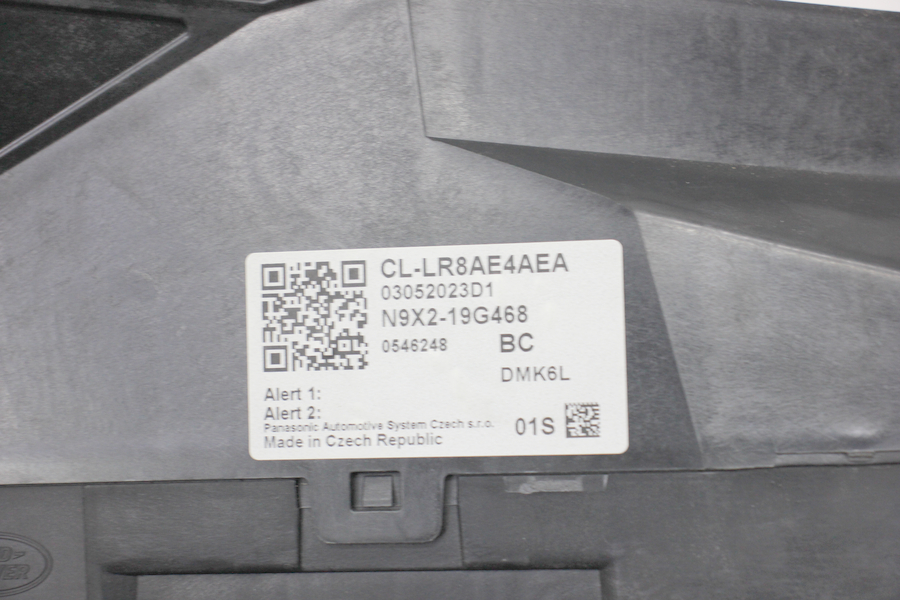 CL-LR8AE4AEA
03052023D1
N9X2-19G468
0546248 BC
DMK6L
Alert 1:
Alert 2:
Panasonic Automotive System Czech s.r.o.
Made in Czech Republic
01S